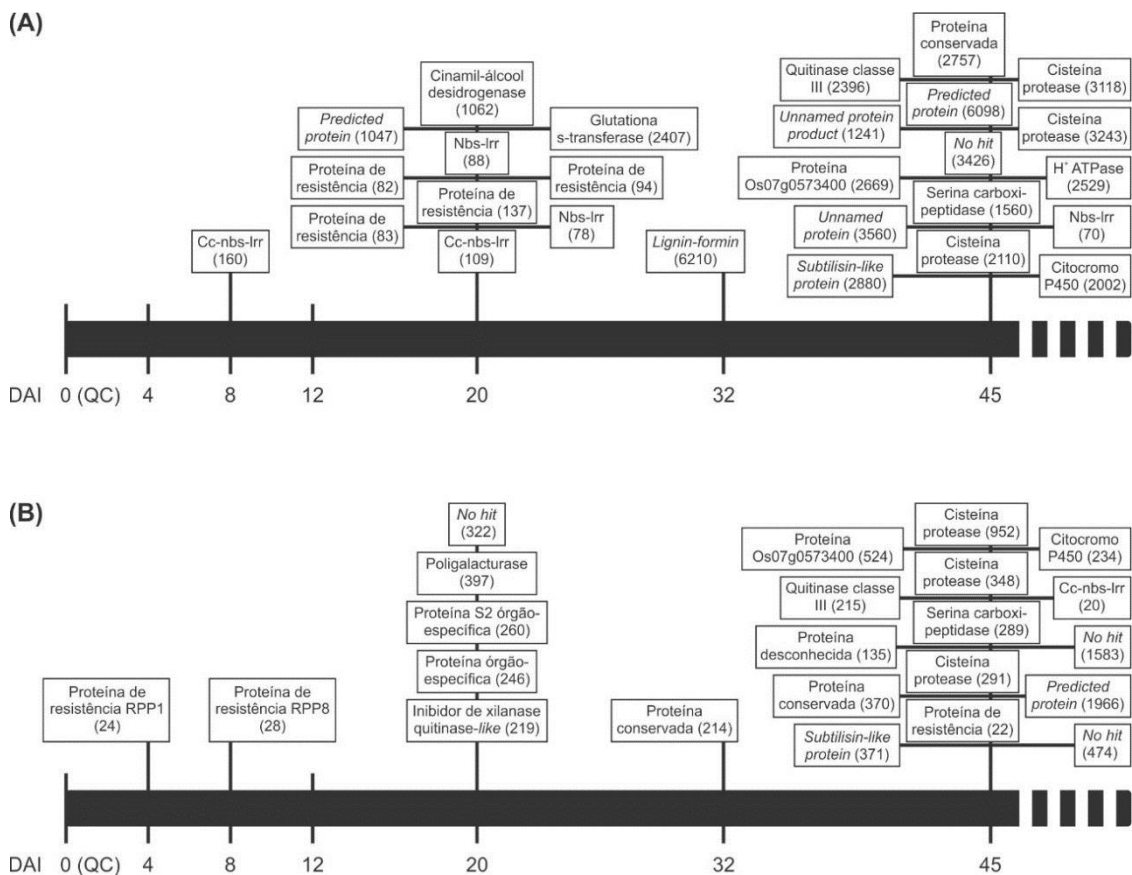 (A)
Cc-nbs-lrr
(160)
Cinamil-álcool
desidrogenase
(1062)
Predicted
protein (1047)
Glutationa
s-transferase (2407)
Nbs-lrr
(88)
Proteína de
resistência (82)
Proteína de
resistência (94)
Proteína de
resistência (137)
Proteína de
resistência (83)
Nbs-lrr
(78)
Cc-nbs-lrr
(109)
Lignin-formin
(6210)
Proteína
conservada
(2757)
Quitinase classe
III (2396)
Cisteína
protease (3118)
Predicted
protein (6098)
Unnamed protein
product (1241)
Cisteína
protease (3243)
No hit
(3426)
Proteína
Os07g0573400 (2669)
H+ ATPase
(2529)
Serina carboxi-
peptidase (1560)
Unnamed
protein (3560)
Nbs-lrr
(70)
Cisteína
protease (2110)
Subtilisin-like
protein (2880)
Citocromo
P450 (2002)
DAI 0 (QC) 4 8 12 20 32 45
(B)
Proteína de
resistência RPP1
(24)
Proteína de
resistência RPP8
(28)
No hit
(322)
Poligalacturase
(397)
Proteína S2 órgão-
específica (260)
Proteína órgão-
específica (246)
Inibidor de xilanase
quitinase-like (219)
Proteína
conservada (214)
Cisteína
protease (952)
Proteína
Os07g0573400 (524)
Citocromo
P450 (234)
Cisteína
protease (348)
Quitinase classe
III (215)
Cc-nbs-lrr
(20)
Serina carboxi-
peptidase (289)
Proteína
desconhecida (135)
No hit
(1583)
Cisteína
protease (291)
Proteína
conservada (370)
Predicted
protein (1966)
Proteína de
resistência (22)
Subtilisin-like
protein (371)
No hit
(474)
DAI 0 (QC) 4 8 12 20 32 45